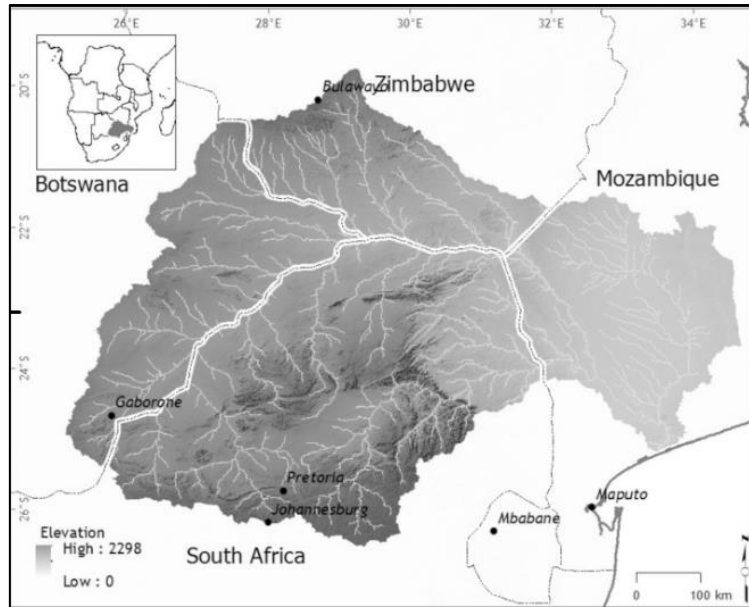 26°E
28°E
30°E
32°E
34°E
20°S
22°S
24°S
26°S
Bulawayo
Zimbabwe
Botswana
Mozambique
Gaborone
Pretoria
Johannesburg
Mbabane
Maputo
South Africa
Elevation
High : 2298
Low : 0
0 100 km